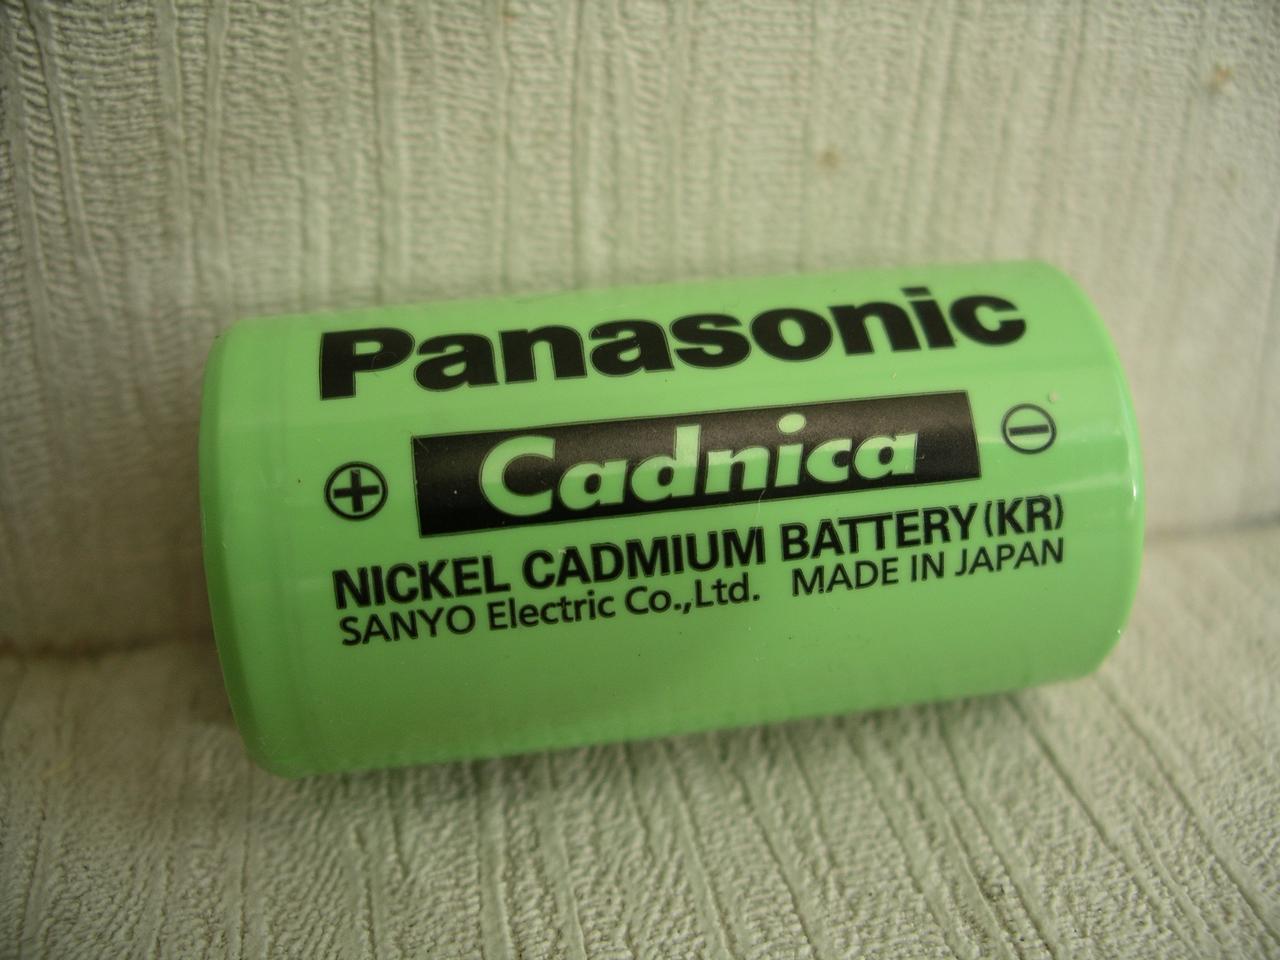 Panasonic
+ Cadnica −
NICKEL CADMIUM BATTERY(KR)
SANYO Electric Co.,Ltd. MADE IN JAPAN